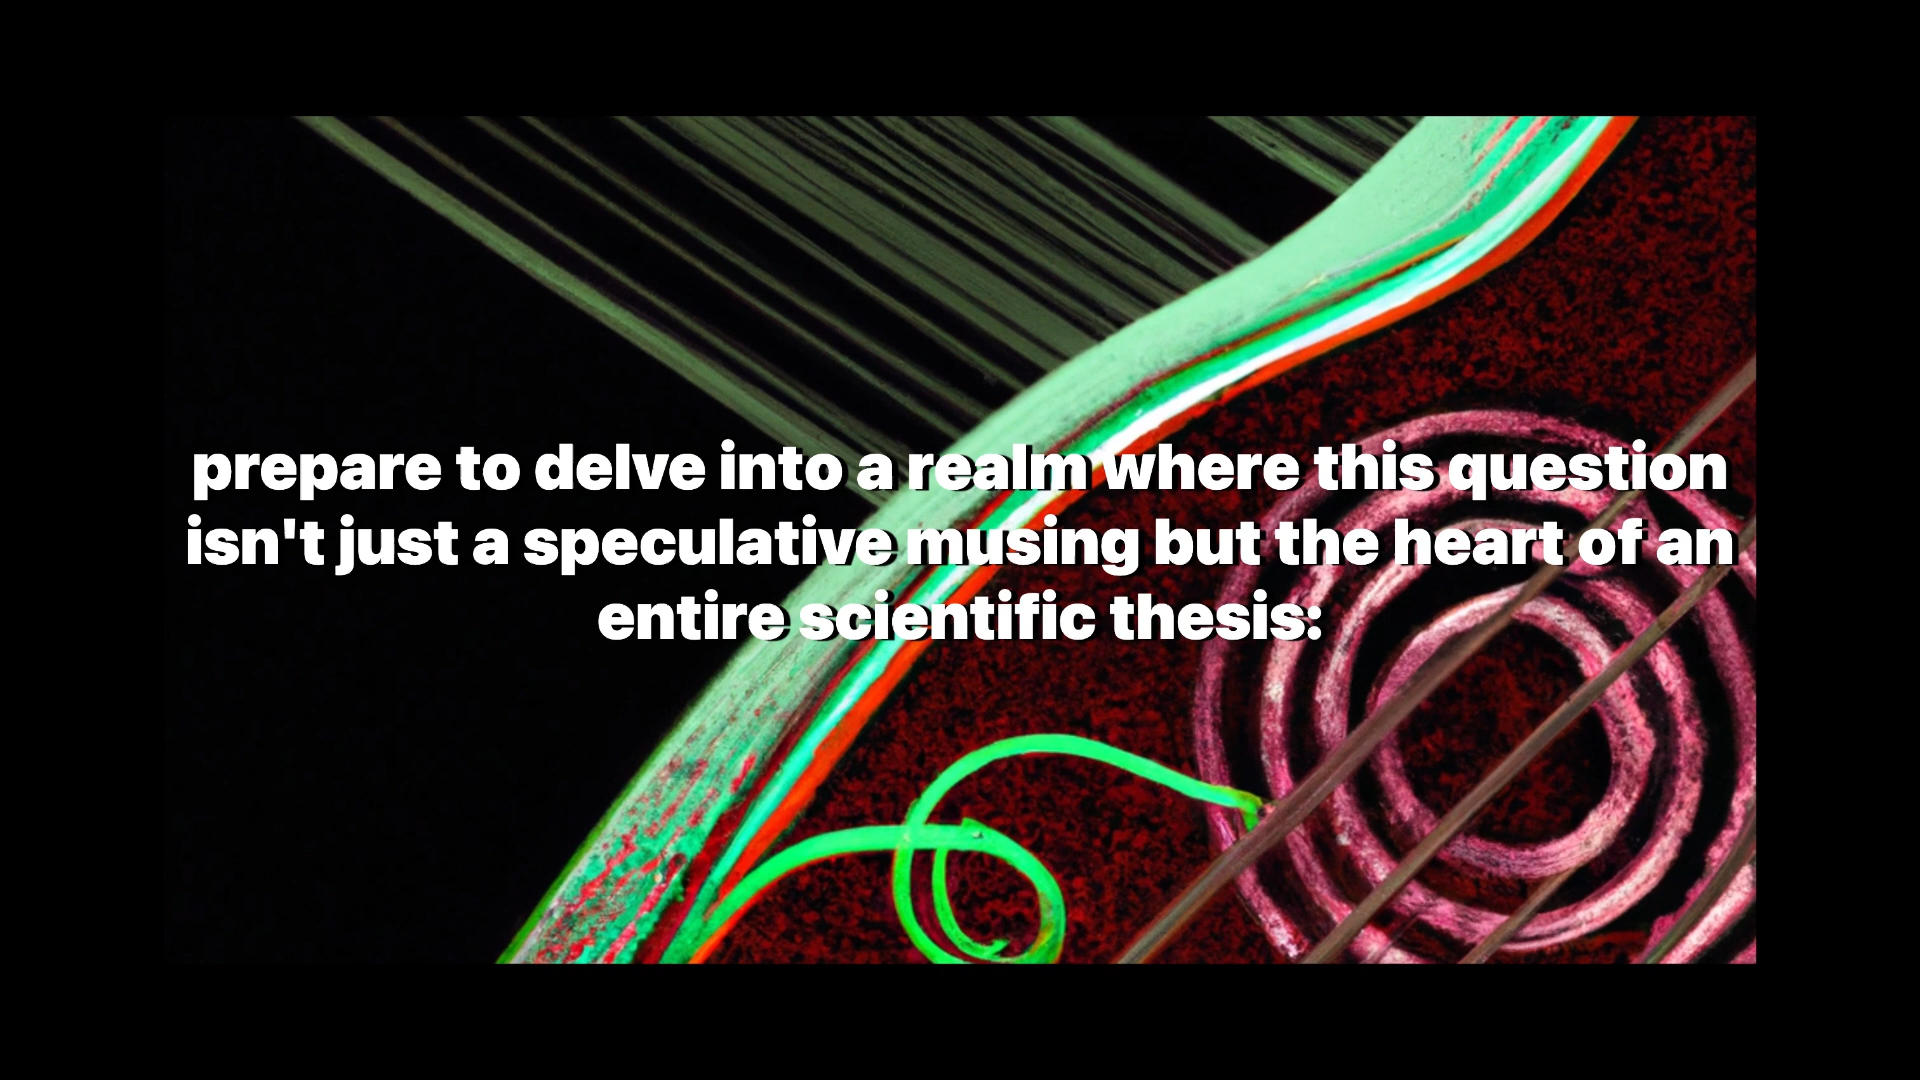 prepare to delve into a realm where this question
isn't just a speculative musing but the heart of an
entire scientific thesis: